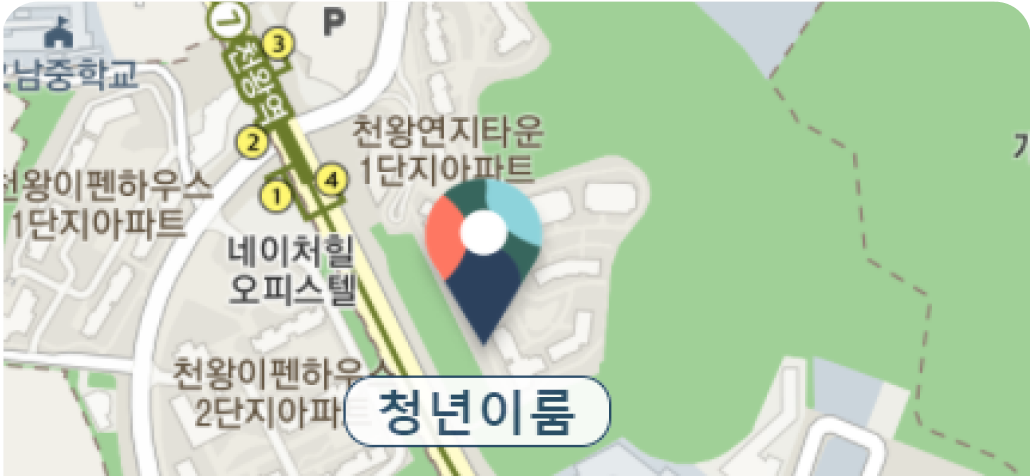 P
7
천왕역
3
2
1
4
남중학교
천왕연지타운
1단지아파트
천왕이펜하우스
1단지아파트
네이처힐
오피스텔
천왕이펜하우스
2단지아파
청년이룸